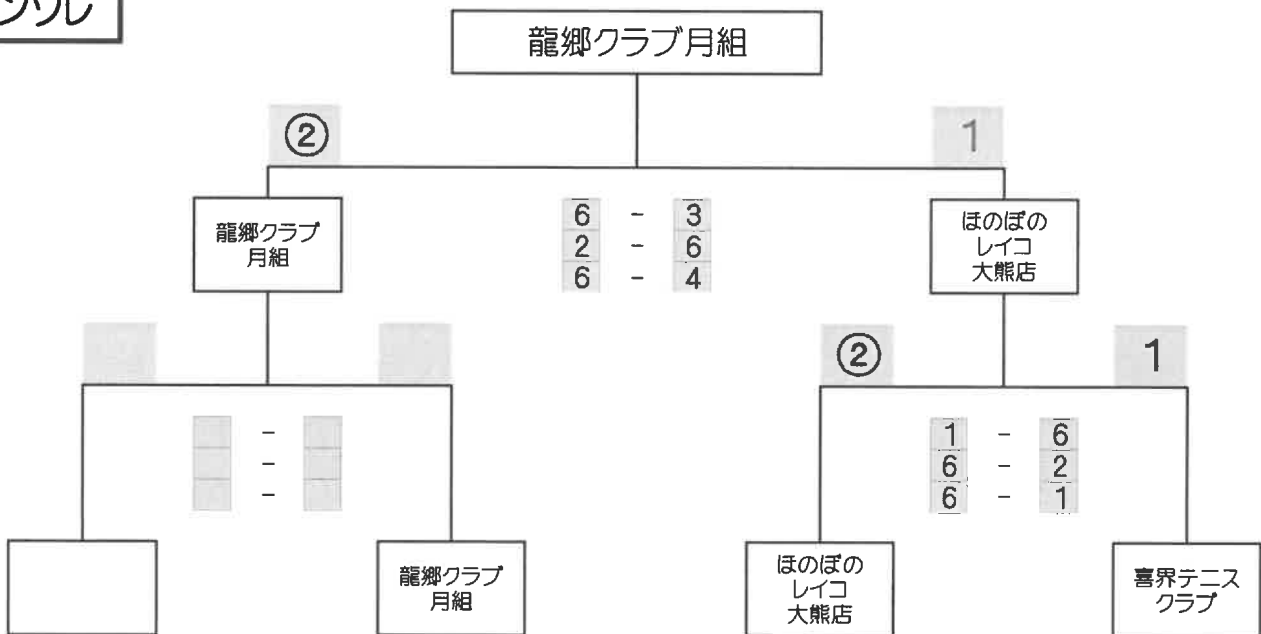 龍郷クラブ月組
② 1
龍郷クラブ
月組
6 - 3
2 - 6
6 - 4
ほのぼの
レイコ
大熊店
② 1
-
-
-
1 - 6
6 - 2
6 - 1
龍郷クラブ
月組
ほのぼの
レイコ
大熊店
喜界テニス
クラブ